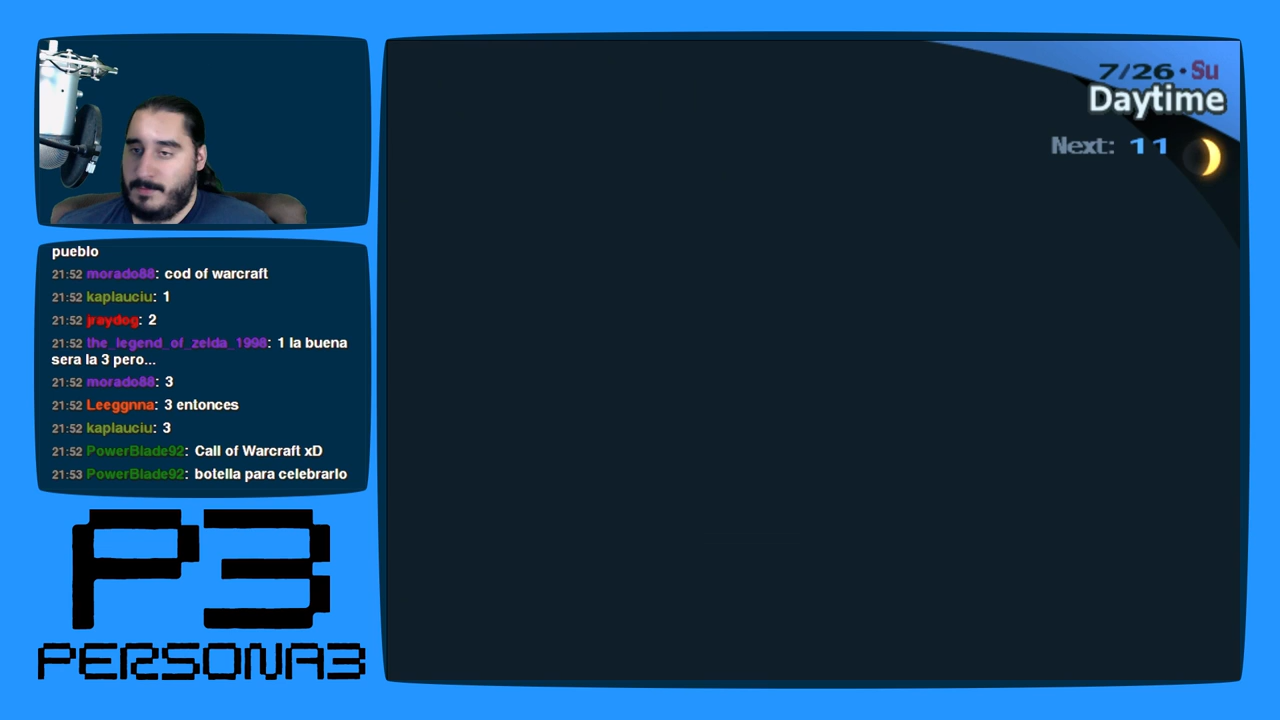 pueblo
21:52 morado88: cod of warcraft
21:52 kaplauciu: 1
21:52 jraydog: 2
21:52 the_legend_of_zelda_1998: 1 la buena
sera la 3 pero...
21:52 morado88: 3
21:52 Leeggnna: 3 entonces
21:52 kaplauciu: 3
21:52 PowerBlade92: Call of Warcraft xD
21:53 PowerBlade92: botella para celebrarlo
P3
PERSONA3
7/26·Su
Daytime
Next: 11